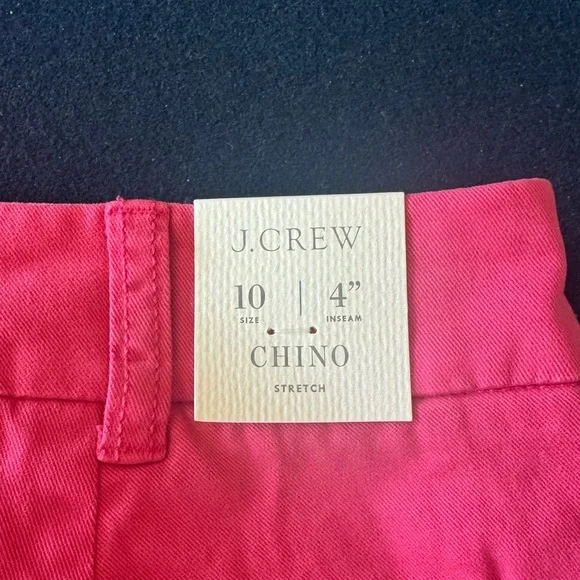 J.CREW
10 | 4”
SIZE INSEAM
CHINO
STRETCH